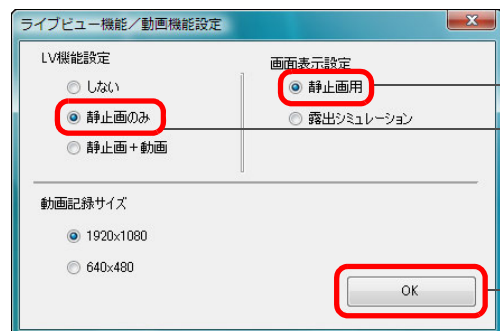 ライブビュー機能／動画機能設定
LV機能設定
しない
静止画のみ
静止画＋動画
画面表示設定
静止画用
露出シミュレーション
動画記録サイズ
1920x1080
640x480
OK